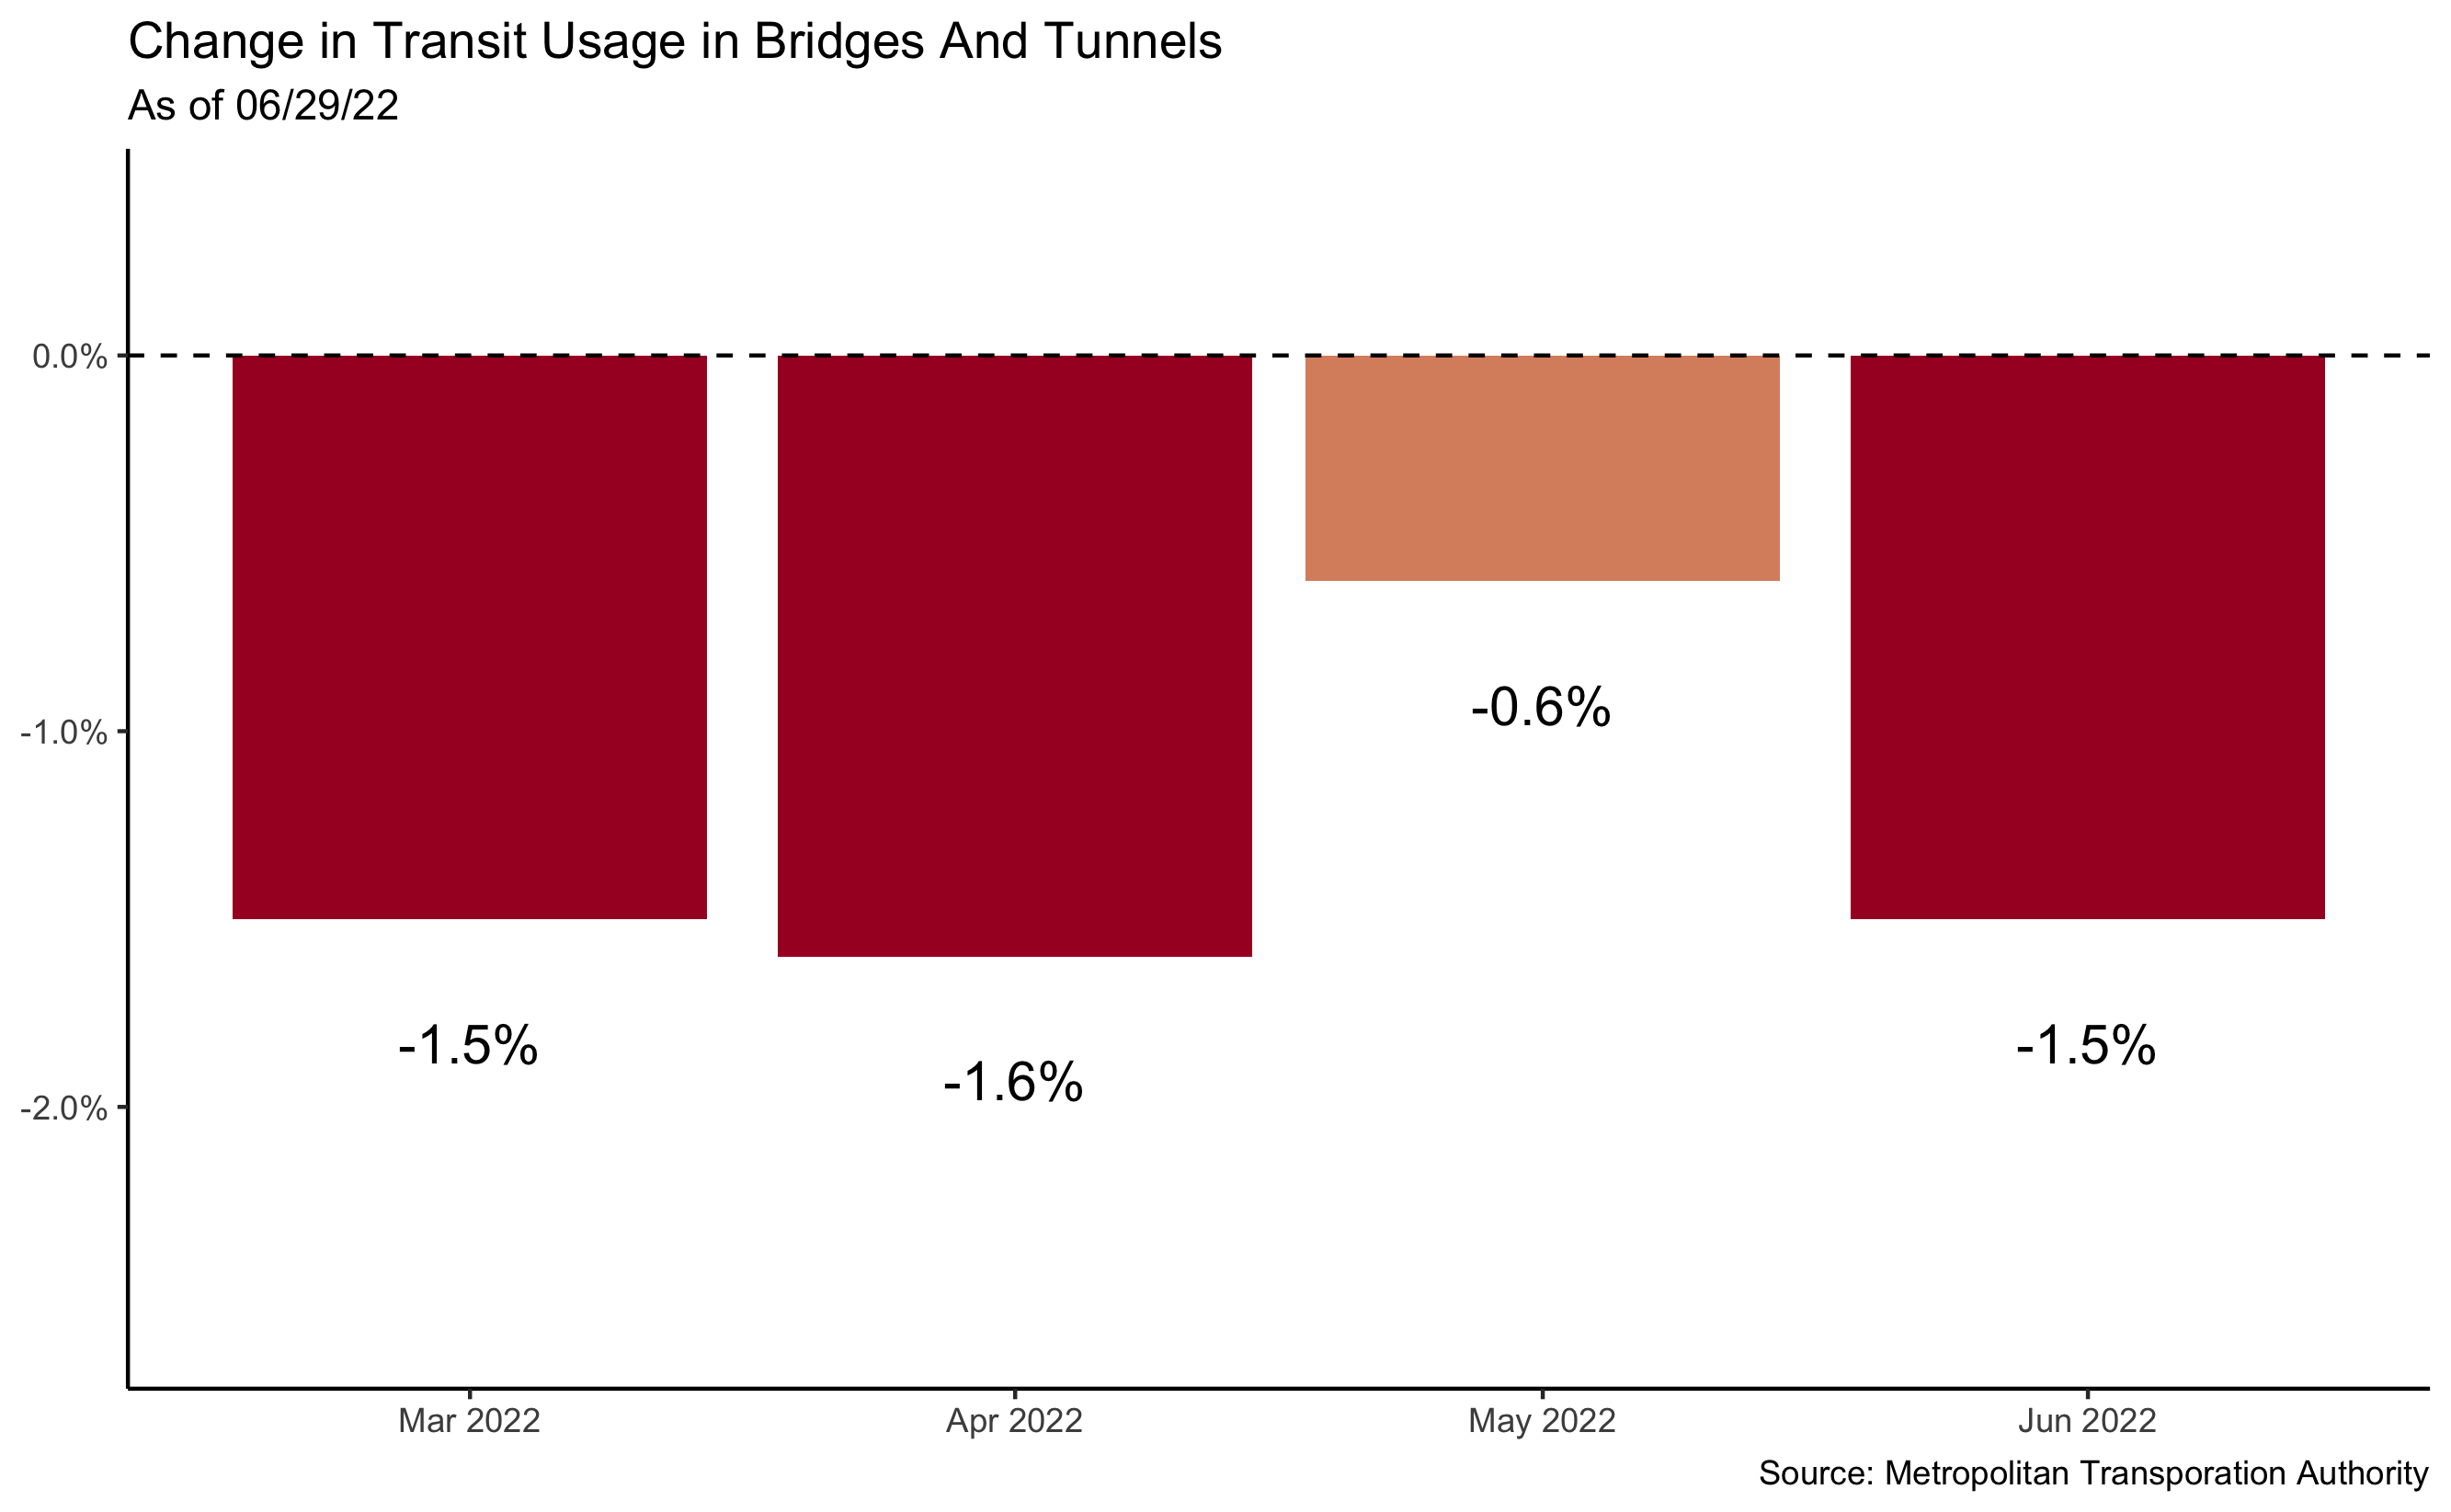 Change in Transit Usage in Bridges And Tunnels
As of 06/29/22
0.0%
-1.0%
-2.0%
-1.5%
-1.6%
-0.6%
-1.5%
Mar 2022
Apr 2022
May 2022
Jun 2022
Source: Metropolitan Transporation Authority